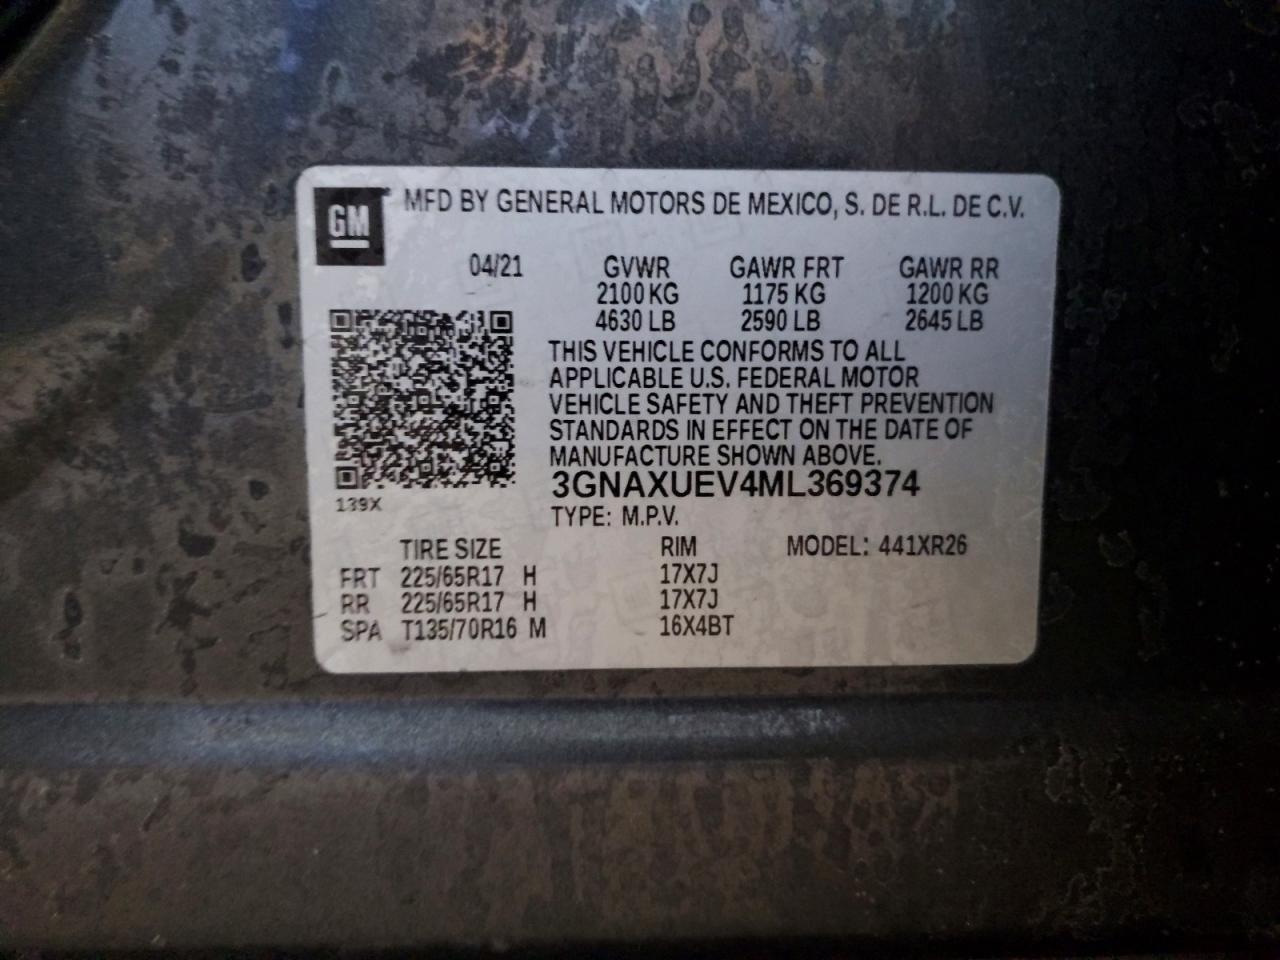 GM
MFD BY GENERAL MOTORS DE MEXICO, S. DE R.L. DE C.V.
04/21 GVWR GAWR FRT GAWR RR
2100 KG 1175 KG 1200 KG
4630 LB 2590 LB 2645 LB
THIS VEHICLE CONFORMS TO ALL
APPLICABLE U.S. FEDERAL MOTOR
VEHICLE SAFETY AND THEFT PREVENTION
STANDARDS IN EFFECT ON THE DATE OF
MANUFACTURE SHOWN ABOVE.
3GNAXUEV4ML369374
139X
TYPE: M.P.V.
TIRE SIZE RIM MODEL: 441XR26
FRT 225/65R17 H 17X7J
RR 225/65R17 H 17X7J
SPA T135/70R16 M 16X4BT